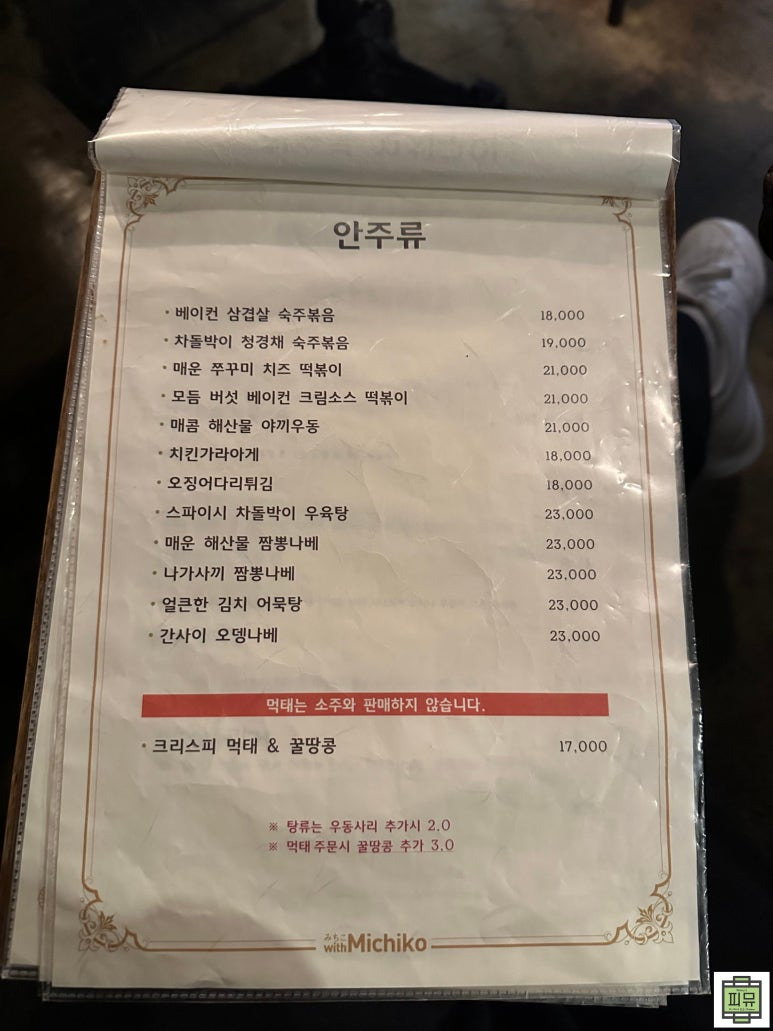 안주류
• 베이컨 삼겹살 숙주볶음 18,000
• 차돌박이 청경채 숙주볶음 19,000
• 매운 쭈꾸미 치즈 떡볶이 21,000
• 모듬 버섯 베이컨 크림소스 떡볶이 21,000
• 매콤 해산물 야끼우동 21,000
• 치킨가라아게 18,000
• 오징어다리튀김 18,000
• 스파이시 차돌박이 우육탕 23,000
• 매운 해산물 짬뽕나베 23,000
• 나가사끼 짬뽕나베 23,000
• 얼큰한 김치 어묵탕 23,000
• 간사이 오뎅나베 23,000
먹태는 소주와 판매하지 않습니다.
• 크리스피 먹태 & 꿀땅콩 17,000
※ 탕류는 우동사리 추가시 2.0
※ 먹태 주문시 꿀땅콩 추가 3.0
みちこ
with Michiko
피뮤